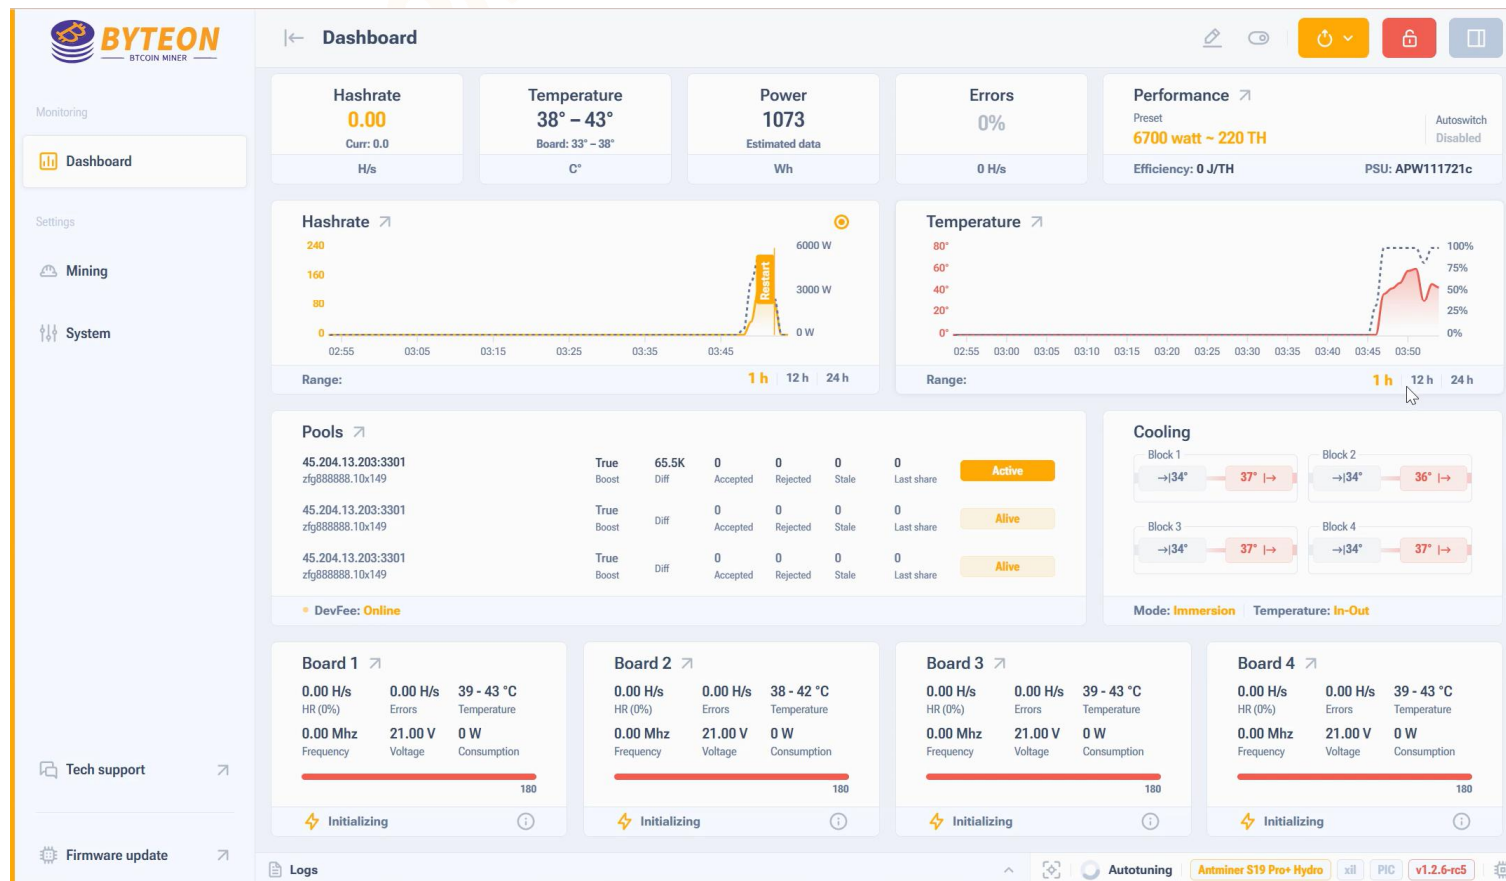 BYTEON
BTCOIN MINER
Dashboard
Monitoring
Dashboard
Settings
Mining
System
Tech support
Firmware update
Hashrate
0.00
Curr: 0.0
H/s
Temperature
38° – 43°
Board: 33° – 38°
C°
Power
1073
Estimated data
Wh
Errors
0%
0 H/s
Performance
Preset
6700 watt ~ 220 TH
Autoswitch
Disabled
Efficiency: 0 J/TH PSU: APW111721c
Hashrate
240
160
80
0
6000 W
3000 W
0 W
Restart
02:55 03:05 03:15 03:25 03:35 03:45
Range: 1 h 12 h 24 h
Temperature
80°
60°
40°
20°
0°
100%
75%
50%
25%
0%
02:55 03:00 03:05 03:10 03:15 03:20 03:25 03:30 03:35 03:40 03:45 03:50
Range: 1 h 12 h 24 h
Pools
45.204.13.203:3301 True 65.5K 0 0 0 0 Active
zfg888888.10x149 Boost Diff Accepted Rejected Stale Last share
45.204.13.203:3301 True 0 0 0 0 Alive
zfg888888.10x149 Boost Diff Accepted Rejected Stale Last share
45.204.13.203:3301 True 0 0 0 0 Alive
zfg888888.10x149 Boost Diff Accepted Rejected Stale Last share
DevFee: Online
Cooling
Block 1 Block 2
34° 37° 34° 36°
Block 3 Block 4
34° 37° 34° 37°
Mode: Immersion Temperature: In-Out
Board 1
0.00 H/s 0.00 H/s 39 - 43 °C
HR (0%) Errors Temperature
0.00 Mhz 21.00 V 0 W
Frequency Voltage Consumption
180
Initializing
Board 2
0.00 H/s 0.00 H/s 38 - 42 °C
HR (0%) Errors Temperature
0.00 Mhz 21.00 V 0 W
Frequency Voltage Consumption
180
Initializing
Board 3
0.00 H/s 0.00 H/s 39 - 43 °C
HR (0%) Errors Temperature
0.00 Mhz 21.00 V 0 W
Frequency Voltage Consumption
180
Initializing
Board 4
0.00 H/s 0.00 H/s 39 - 43 °C
HR (0%) Errors Temperature
0.00 Mhz 21.00 V 0 W
Frequency Voltage Consumption
180
Initializing
Logs
Autotuning Antminer S19 Pro+ Hydro xil PIC v1.2.6-rc5